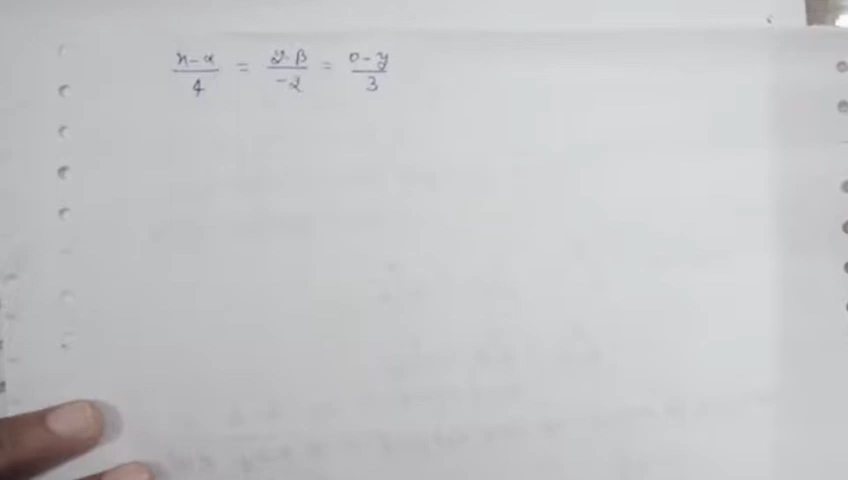 x-α/4 = y-β/-2 = 0-γ/3